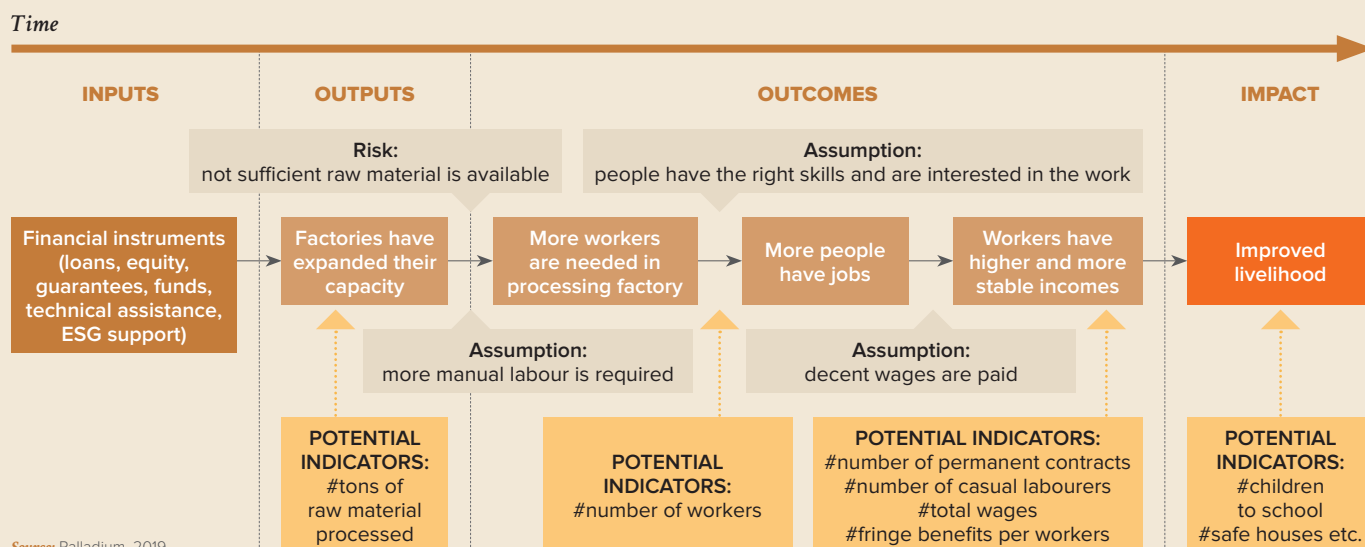 Time
INPUTS
OUTPUTS
OUTCOMES
IMPACT
Risk:
not sufficient raw material is available
Assumption:
people have the right skills and are interested in the work
Financial instruments
(loans, equity,
guarantees, funds,
technical assistance,
ESG support)
Factories have
expanded their
capacity
More workers
are needed in
processing factory
More people
have jobs
Workers have
higher and more
stable incomes
Improved
livelihood
Assumption:
more manual labour is required
Assumption:
decent wages are paid
POTENTIAL
INDICATORS:
#tons of
raw material
processed
POTENTIAL
INDICATORS:
#number of workers
POTENTIAL INDICATORS:
#number of permanent contracts
#number of casual labourers
#total wages
#fringe benefits per workers
POTENTIAL
INDICATORS:
#children
to school
#safe houses etc.
Source: Palladium, 2019